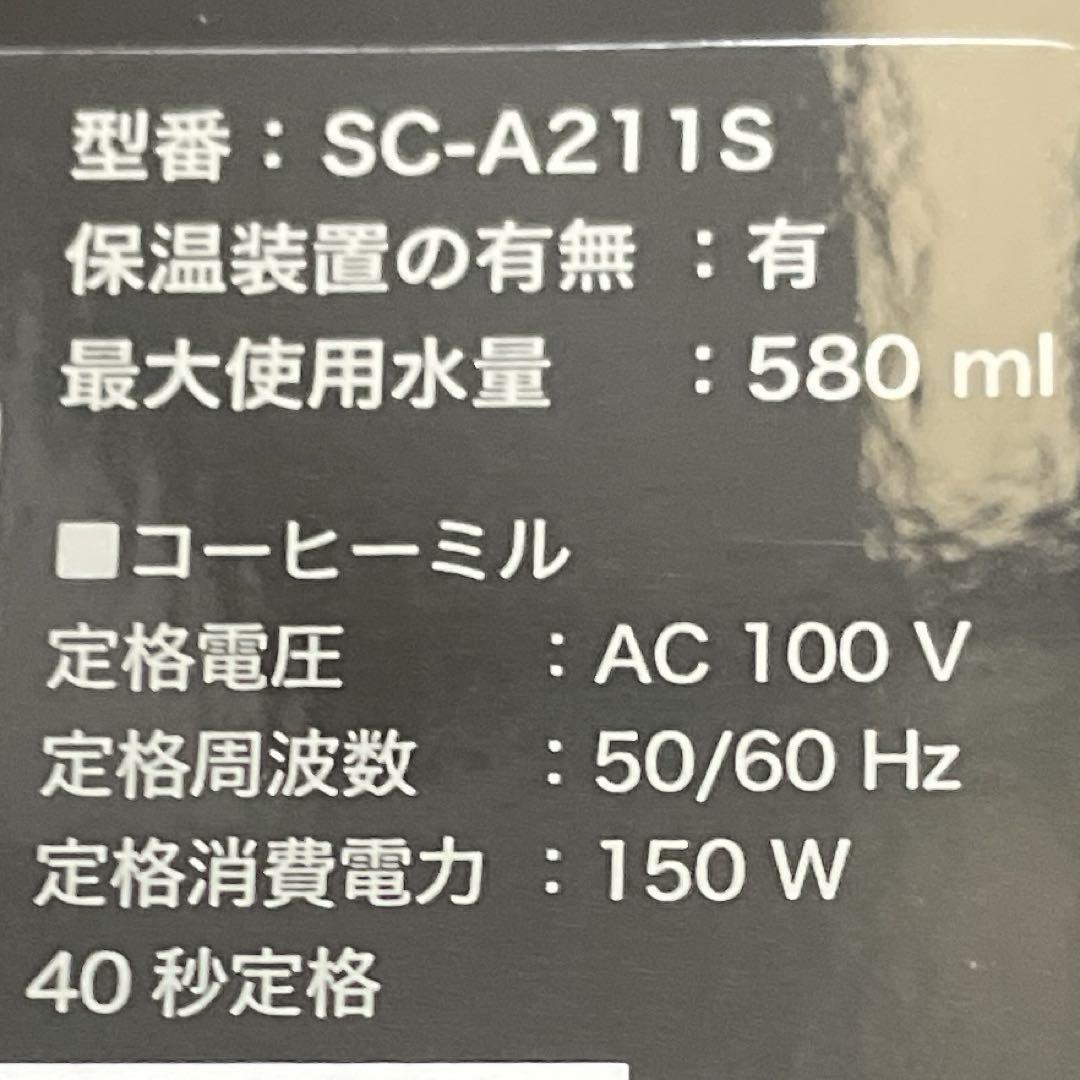 型番：SC-A211S
保温装置の有無 ：有
最大使用水量 ：580 ml
■コーヒーミル
定格電圧 ：AC 100 V
定格周波数 ：50/60 Hz
定格消費電力 ：150 W
40 秒定格